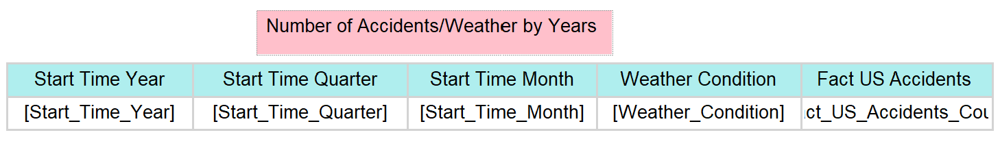 Number of Accidents/Weather by Years
Start Time Year Start Time Quarter Start Time Month Weather Condition Fact US Accidents
[Start_Time_Year] [Start_Time_Quarter] [Start_Time_Month] [Weather_Condition] ct_US_Accidents_Cou